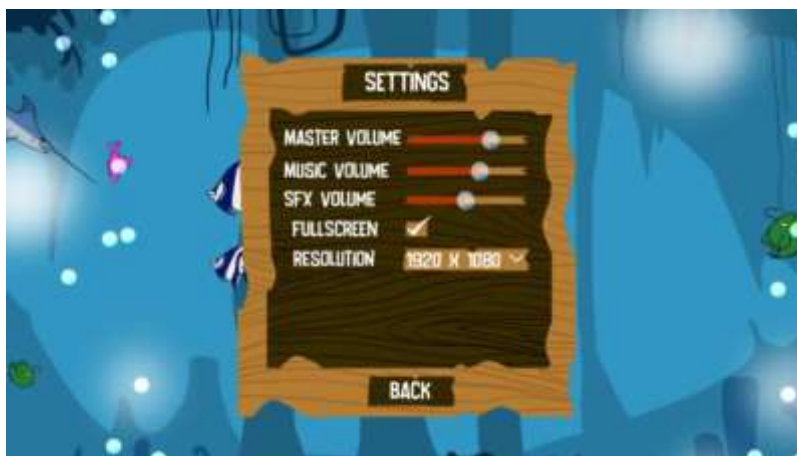 SETTINGS
MASTER VOLUME
MUSIC VOLUME
SFX VOLUME
FULLSCREEN
RESOLUTION 1920 X 1080
BACK